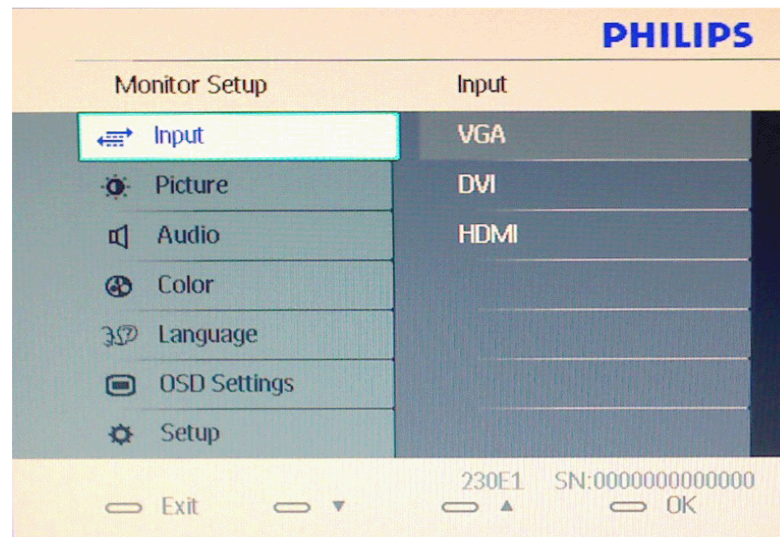 PHILIPS
Monitor Setup Input
Input VGA
Picture DVI
Audio HDMI
Color
Language
OSD Settings
Setup
230E1 SN:0000000000000
Exit ▼ ▲ OK